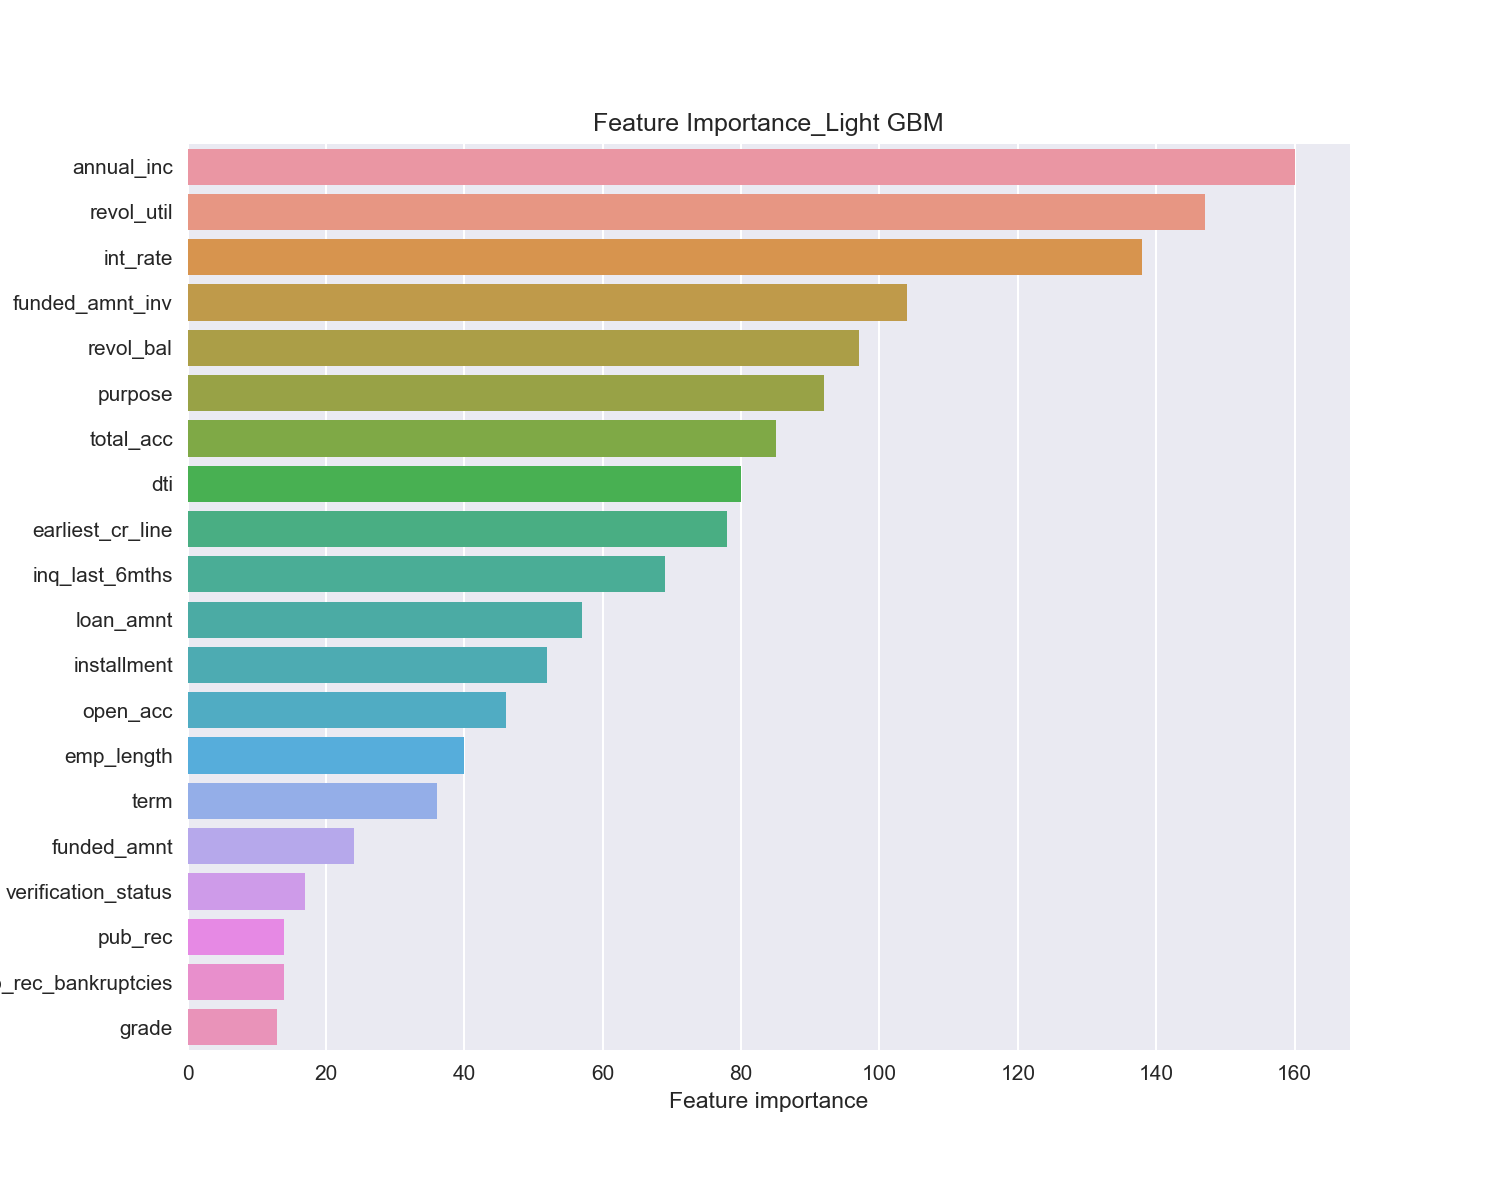 Feature Importance_Light GBM
annual_inc
revol_util
int_rate
funded_amnt_inv
revol_bal
purpose
total_acc
dti
earliest_cr_line
inq_last_6mths
loan_amnt
installment
open_acc
emp_length
term
funded_amnt
verification_status
pub_rec
_rec_bankruptcies
grade
0 20 40 60 80 100 120 140 160
Feature importance